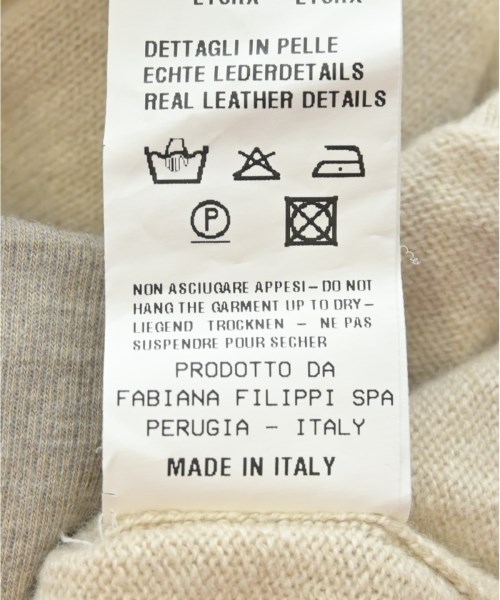 DETTAGLI IN PELLE
ECHTE LEDERDETAILS
REAL LEATHER DETAILS
P
NON ASCIUGARE APPESI – DO NOT
HANG THE GARMENT UP TO DRY –
LIEGEND TROCKNEN – NE PAS
SUSPENDRE POUR SECHER
PRODOTTO DA
FABIANA FILIPPI SPA
PERUGIA – ITALY
MADE IN ITALY